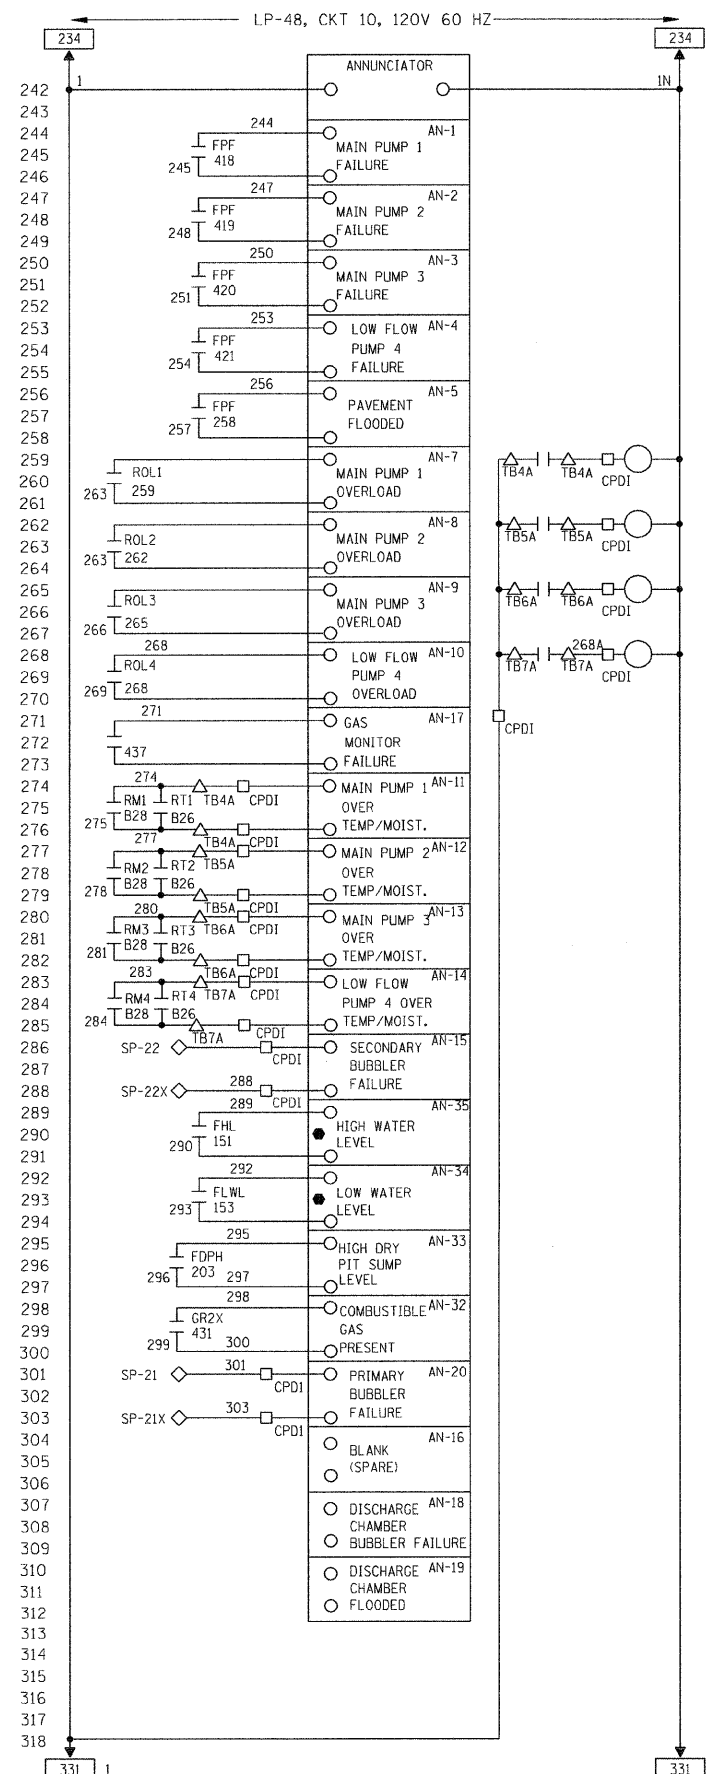 LP-48, CKT 10, 120V 60 HZ
234 234
ANNUNCIATOR
242 1 1N
243
244 244 AN-1
FPF MAIN PUMP 1
245 418
245 FAILURE
246
247 247 AN-2
FPF MAIN PUMP 2
248 419
248 FAILURE
249
250 250 AN-3
FPF MAIN PUMP 3
251 420
251 FAILURE
252
253 253 LOW FLOW AN-4
FPF
254 421 PUMP 4
254 FAILURE
255
256 256 AN-5
FPF PAVEMENT
257 258 FLOODED
257
258
259 AN-7
ROL1 MAIN PUMP 1 TB4A TB4A CPDI
260 263 259 OVERLOAD
261
262 AN-8
ROL2 MAIN PUMP 2 TB5A TB5A CPDI
263 263 262 OVERLOAD
264
265 AN-9
ROL3 MAIN PUMP 3 TB6A TB6A CPDI
266 266 265 OVERLOAD
267
268 268 LOW FLOW AN-10 268A
ROL4 PUMP 4 TB7A TB7A CPDI
269 269 268 OVERLOAD
270
271 271 GAS AN-17 CPDI
272 MONITOR
437
273 FAILURE
274 274 MAIN PUMP 1 AN-11
275 RM1 RT1 TB4A CPDI OVER
275 B28 B26
276 TEMP/MOIST.
TB4A CPDI
277 277 MAIN PUMP 2 AN-12
TB5A
278 RM2 RT2 OVER
278 B28 B26
279 TEMP/MOIST.
TB5A CPDI
280 280 MAIN PUMP 3 AN-13
TB6A CPDI
281 RM3 RT3 OVER
281 B28 B26
282 TEMP/MOIST.
TB6A CPDI
283 283 LOW FLOW AN-14
TB7A CPDI
284 RM4 RT4 PUMP 4 OVER
284 B28 B26
285 TEMP/MOIST.
TB7A CPDI
286 SP-22 CPDI SECONDARY AN-15
287 BUBBLER
288 SP-22X 288 CPDI FAILURE
289 289 AN-35
290 FHL HIGH WATER
290 151 LEVEL
291
292 292 AN-34
293 FLWL LOW WATER
293 153 LEVEL
294
295 295 HIGH DRY AN-33
296 FDPH PIT SUMP
296 203 297 LEVEL
297
298 298 COMBUSTIBLE AN-32
299 GR2X GAS
299 431 300 PRESENT
300
301 SP-21 301 CPD1 PRIMARY AN-20
302 BUBBLER
303 SP-21X 303 CPD1 FAILURE
304 AN-16
BLANK
305 (SPARE)
306
307 DISCHARGE AN-18
308 CHAMBER
309 BUBBLER FAILURE
310 DISCHARGE AN-19
311 CHAMBER
312 FLOODED
313
314
315
316
317
318
331 1 331